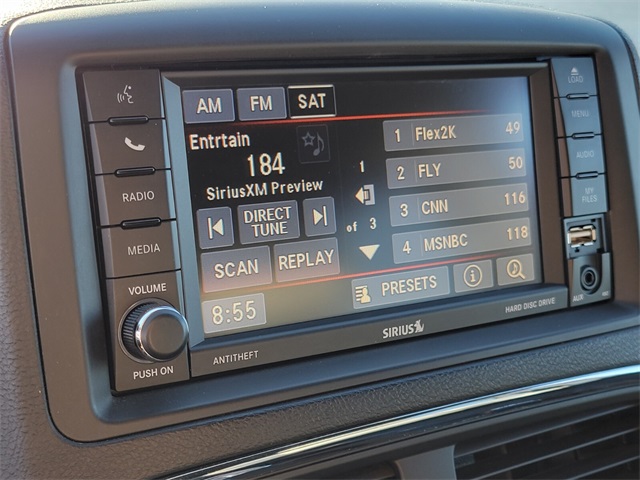 AM FM SAT
Entrtain
184
SiriusXM Preview
DIRECT
TUNE
SCAN REPLAY
8:55
1
of 3
1 Flex2K 49
2 FLY 50
3 CNN 116
4 MSNBC 118
PRESETS i
RADIO
MEDIA
VOLUME
PUSH ON
ANTITHEFT
SIRIUS
HARD DISC DRIVE
LOAD
MENU
AUDIO
MY
FILES
AUX